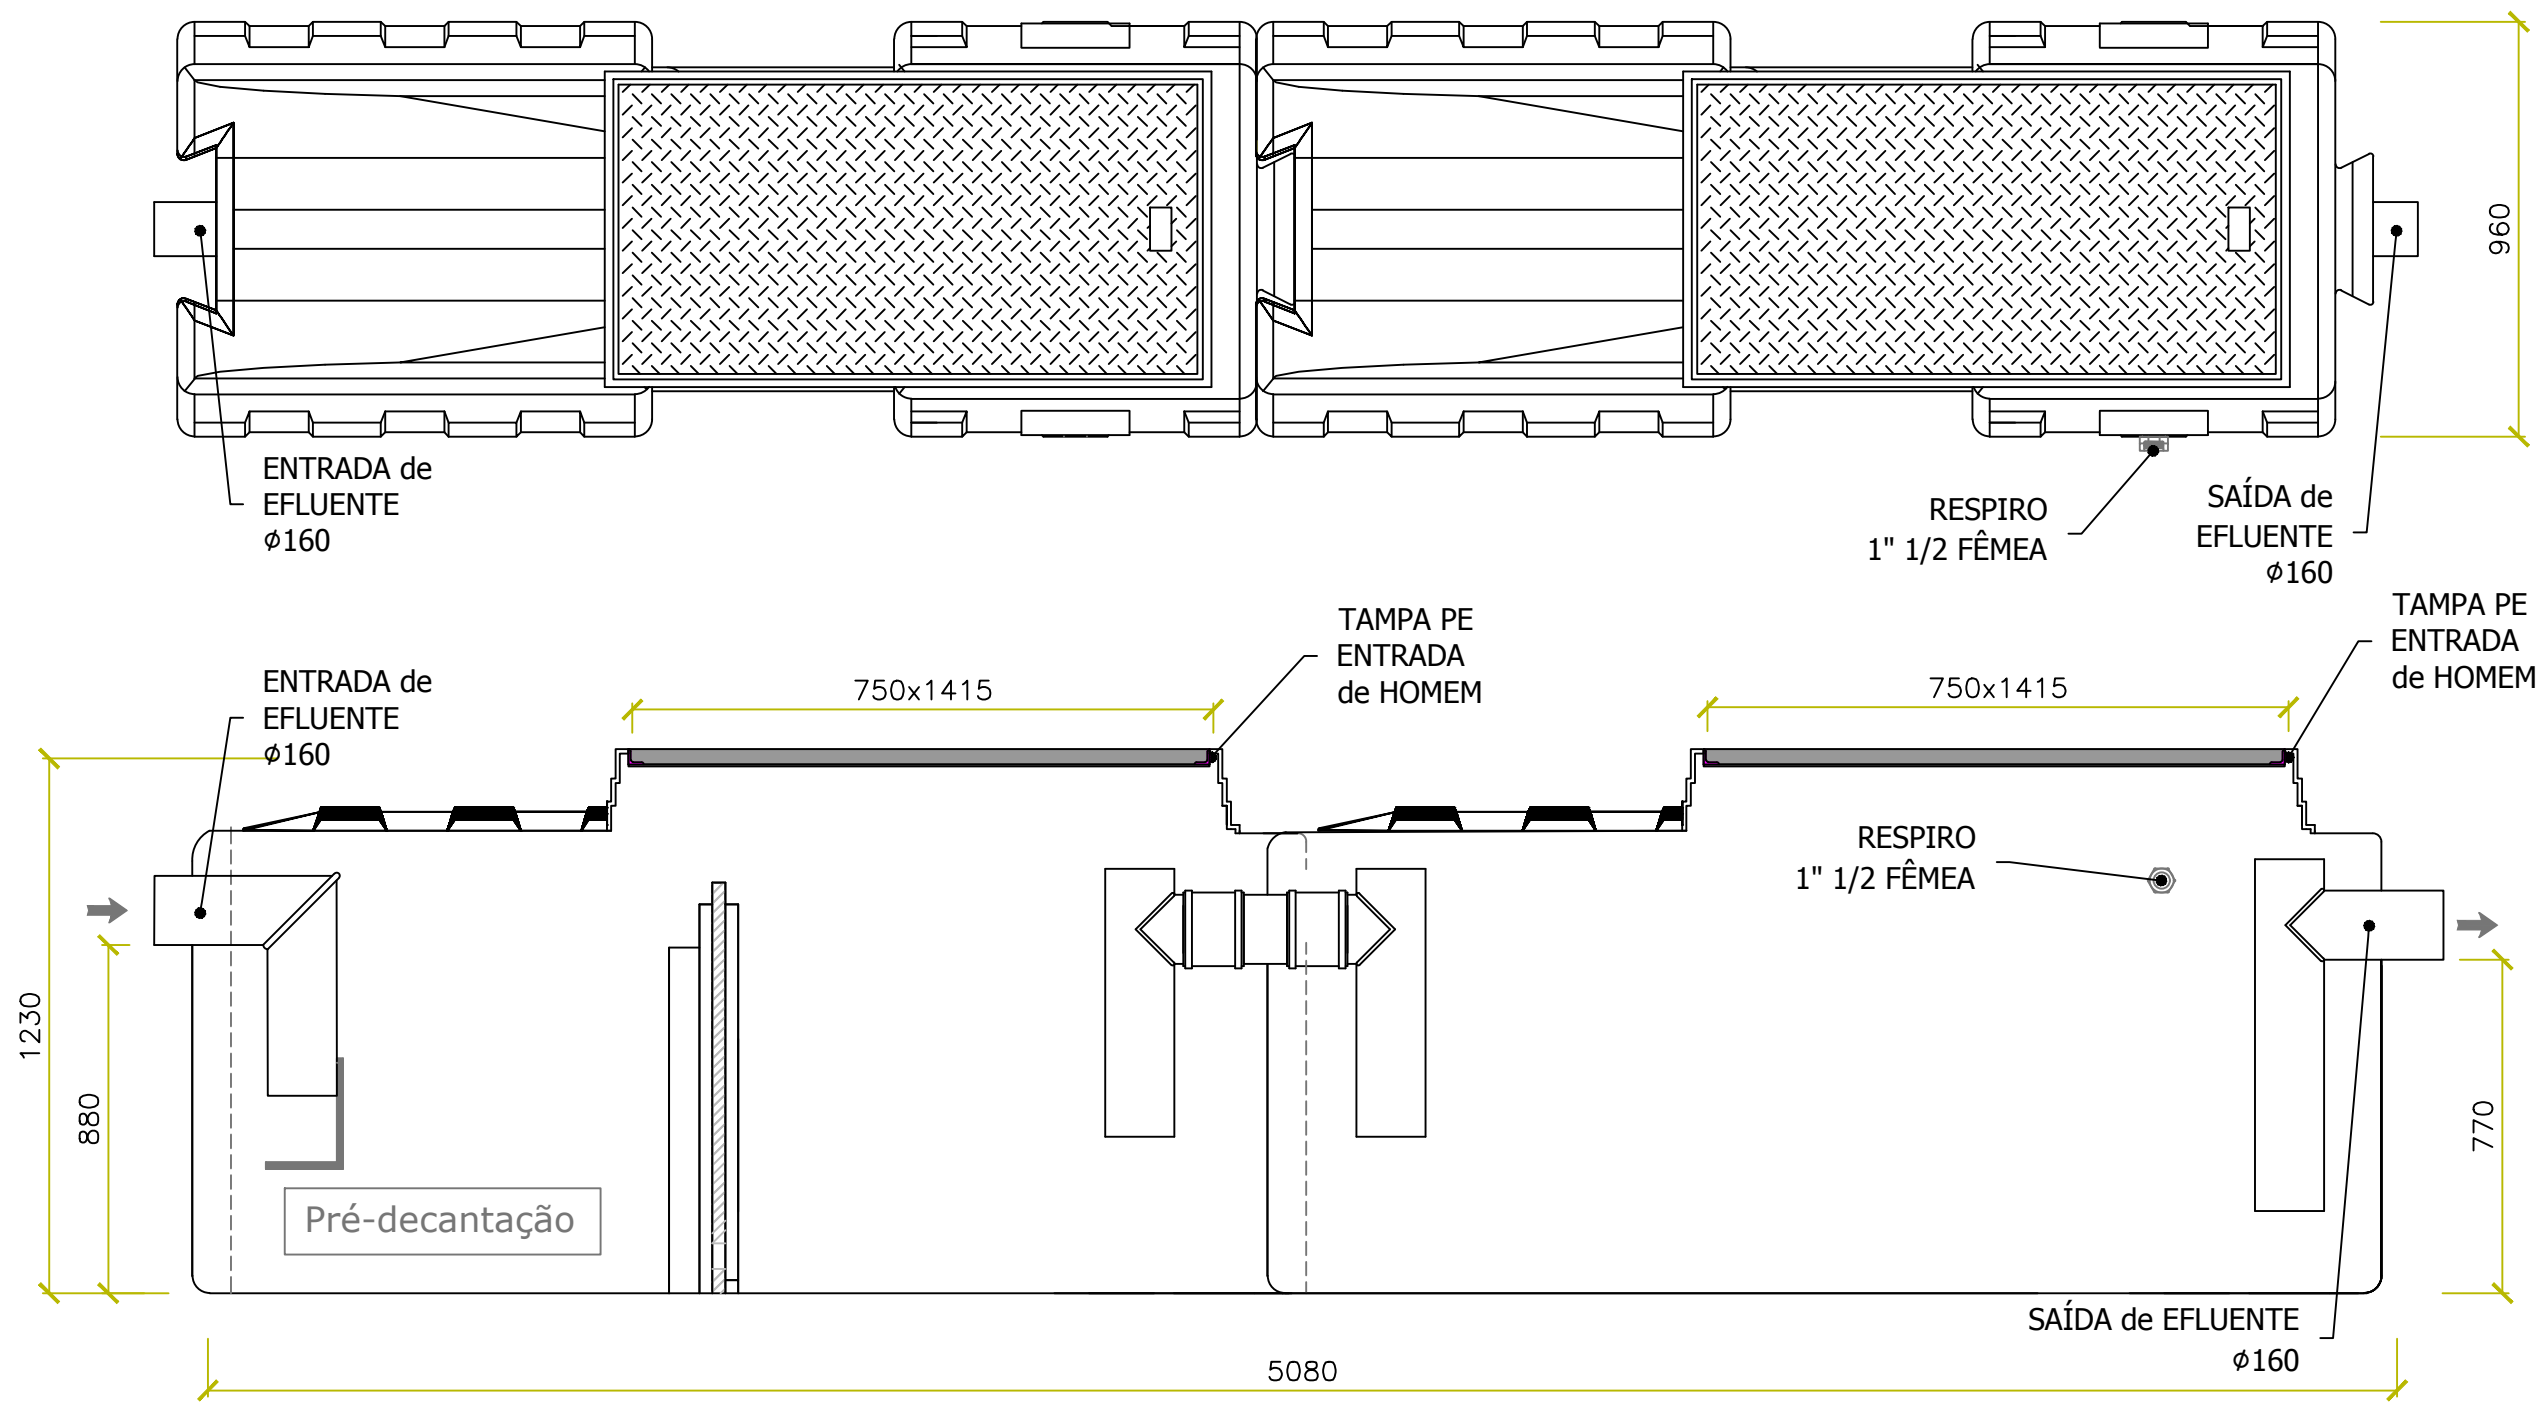 960
ENTRADA de
EFLUENTE
φ160
RESPIRO
1" 1/2 FÊMEA
SAÍDA de
EFLUENTE
φ160
TAMPA PE
ENTRADA
de HOMEM
TAMPA PE
ENTRADA
de HOMEM
ENTRADA de
EFLUENTE
φ160
750x1415
750x1415
RESPIRO
1" 1/2 FÊMEA
1230
880
770
Pré-decantação
SAÍDA de EFLUENTE
φ160
5080